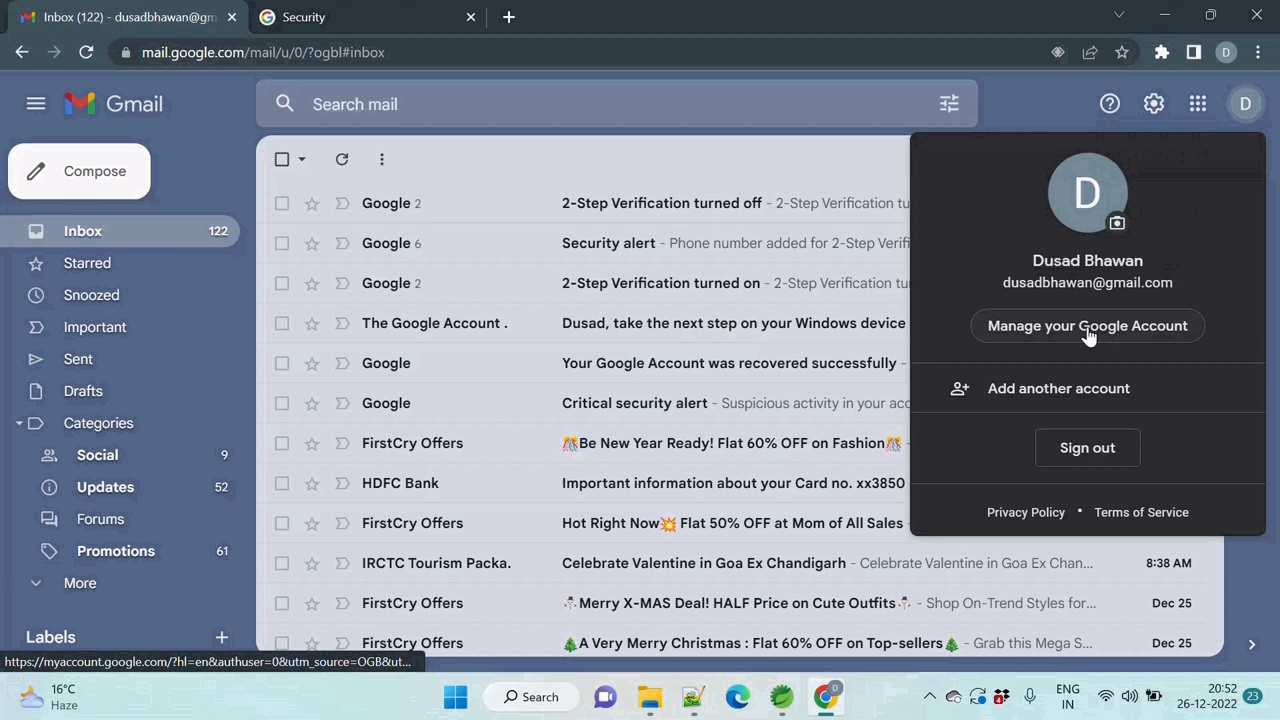 Inbox (122) - dusadbhawan@gm
Security
mail.google.com/mail/u/0/?ogbl#inbox
D
Gmail
Search mail
D
Compose
Inbox 122
Starred
Snoozed
Important
Sent
Drafts
Categories
Social 9
Updates 52
Forums
Promotions 61
More
Labels
Google 2 2-Step Verification turned off - 2-Step Verification tu
Google 6 Security alert - Phone number added for 2-Step Verifi
Google 2 2-Step Verification turned on - 2-Step Verification tu
The Google Account . Dusad, take the next step on your Windows device
Google Your Google Account was recovered successfully -
Google Critical security alert - Suspicious activity in your acc
FirstCry Offers 🎊Be New Year Ready! Flat 60% OFF on Fashion🎊 -
HDFC Bank Important information about your Card no. xx3850
FirstCry Offers Hot Right Now💥 Flat 50% OFF at Mom of All Sales -
IRCTC Tourism Packa. Celebrate Valentine in Goa Ex Chandigarh - Celebrate Valentine in Goa Ex Chan... 8:38 AM
FirstCry Offers ⛄Merry X-MAS Deal! HALF Price on Cute Outfits⛄ - Shop On-Trend Styles for... Dec 25
FirstCry Offers 🎄A Very Merry Christmas : Flat 60% OFF on Top-sellers🎄 - Grab this Mega S... Dec 25
D
Dusad Bhawan
dusadbhawan@gmail.com
Manage your Google Account
Add another account
Sign out
Privacy Policy • Terms of Service
https://myaccount.google.com/?hl=en&authuser=0&utm_source=OGB&ut...
16°C
Haze
Search
D
ENG
IN
20:52
26-12-2022
23